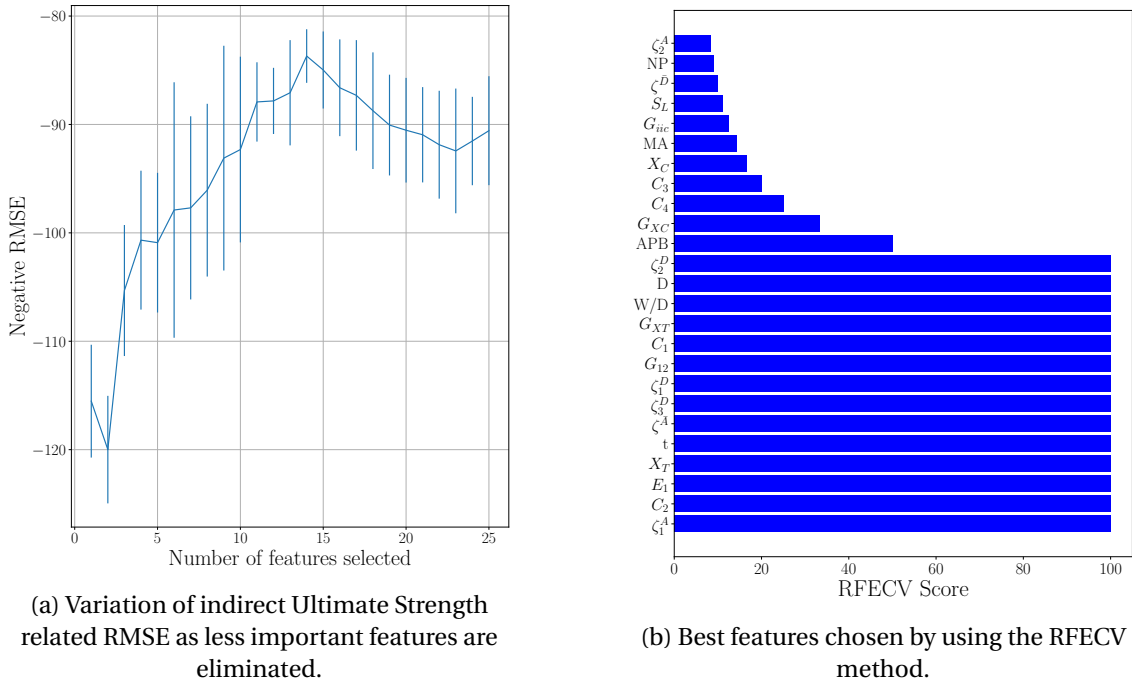 −80
−90
−100
−110
−120
Negative RMSE
0 5 10 15 20 25
Number of features selected
(a) Variation of indirect Ultimate Strength
related RMSE as less important features are
eliminated.
ζ₂ᴬ
NP
ζᴰ̄
S_L
G_iic
MA
X_C
C₃
C₄
G_XC
APB
ζ₂ᴰ
D
W/D
G_XT
C₁
G₁₂
ζ₁ᴰ
ζ₃ᴰ
ζᴬ
t
X_T
E₁
C₂
ζ₁ᴬ
0 20 40 60 80 100
RFECV Score
(b) Best features chosen by using the RFECV
method.